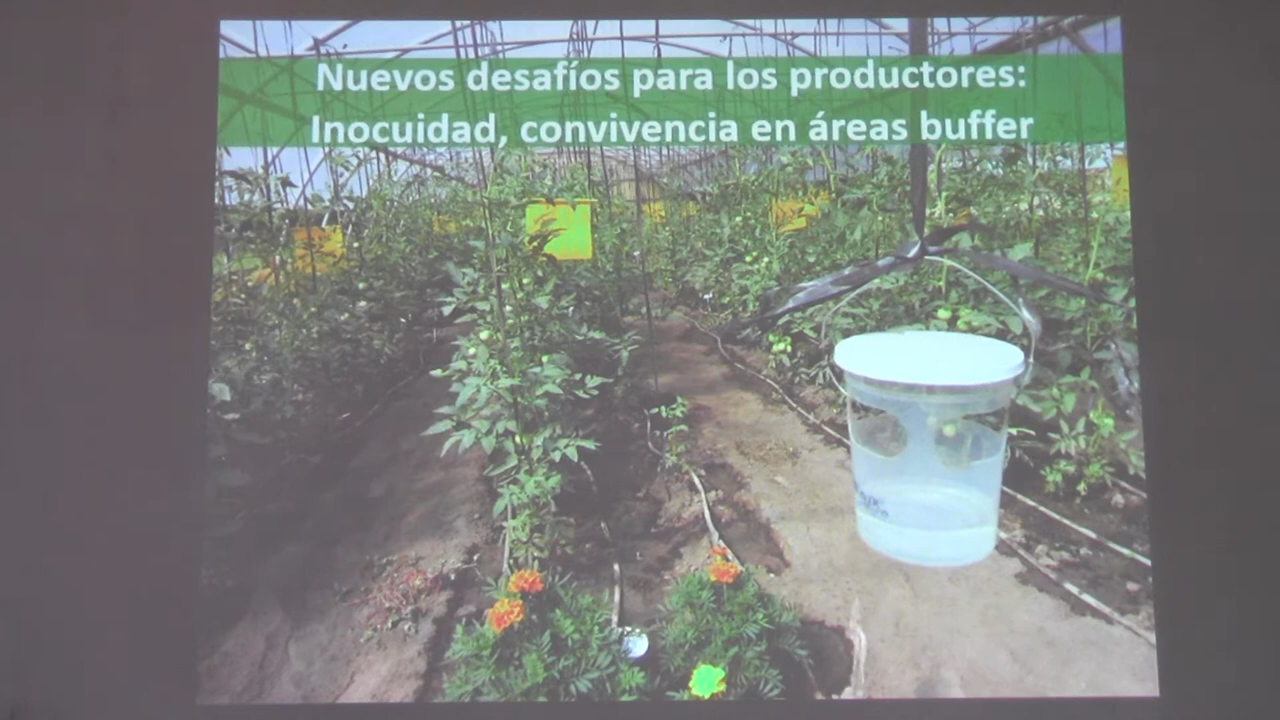 Nuevos desafíos para los productores:
Inocuidad, convivencia en áreas buffer